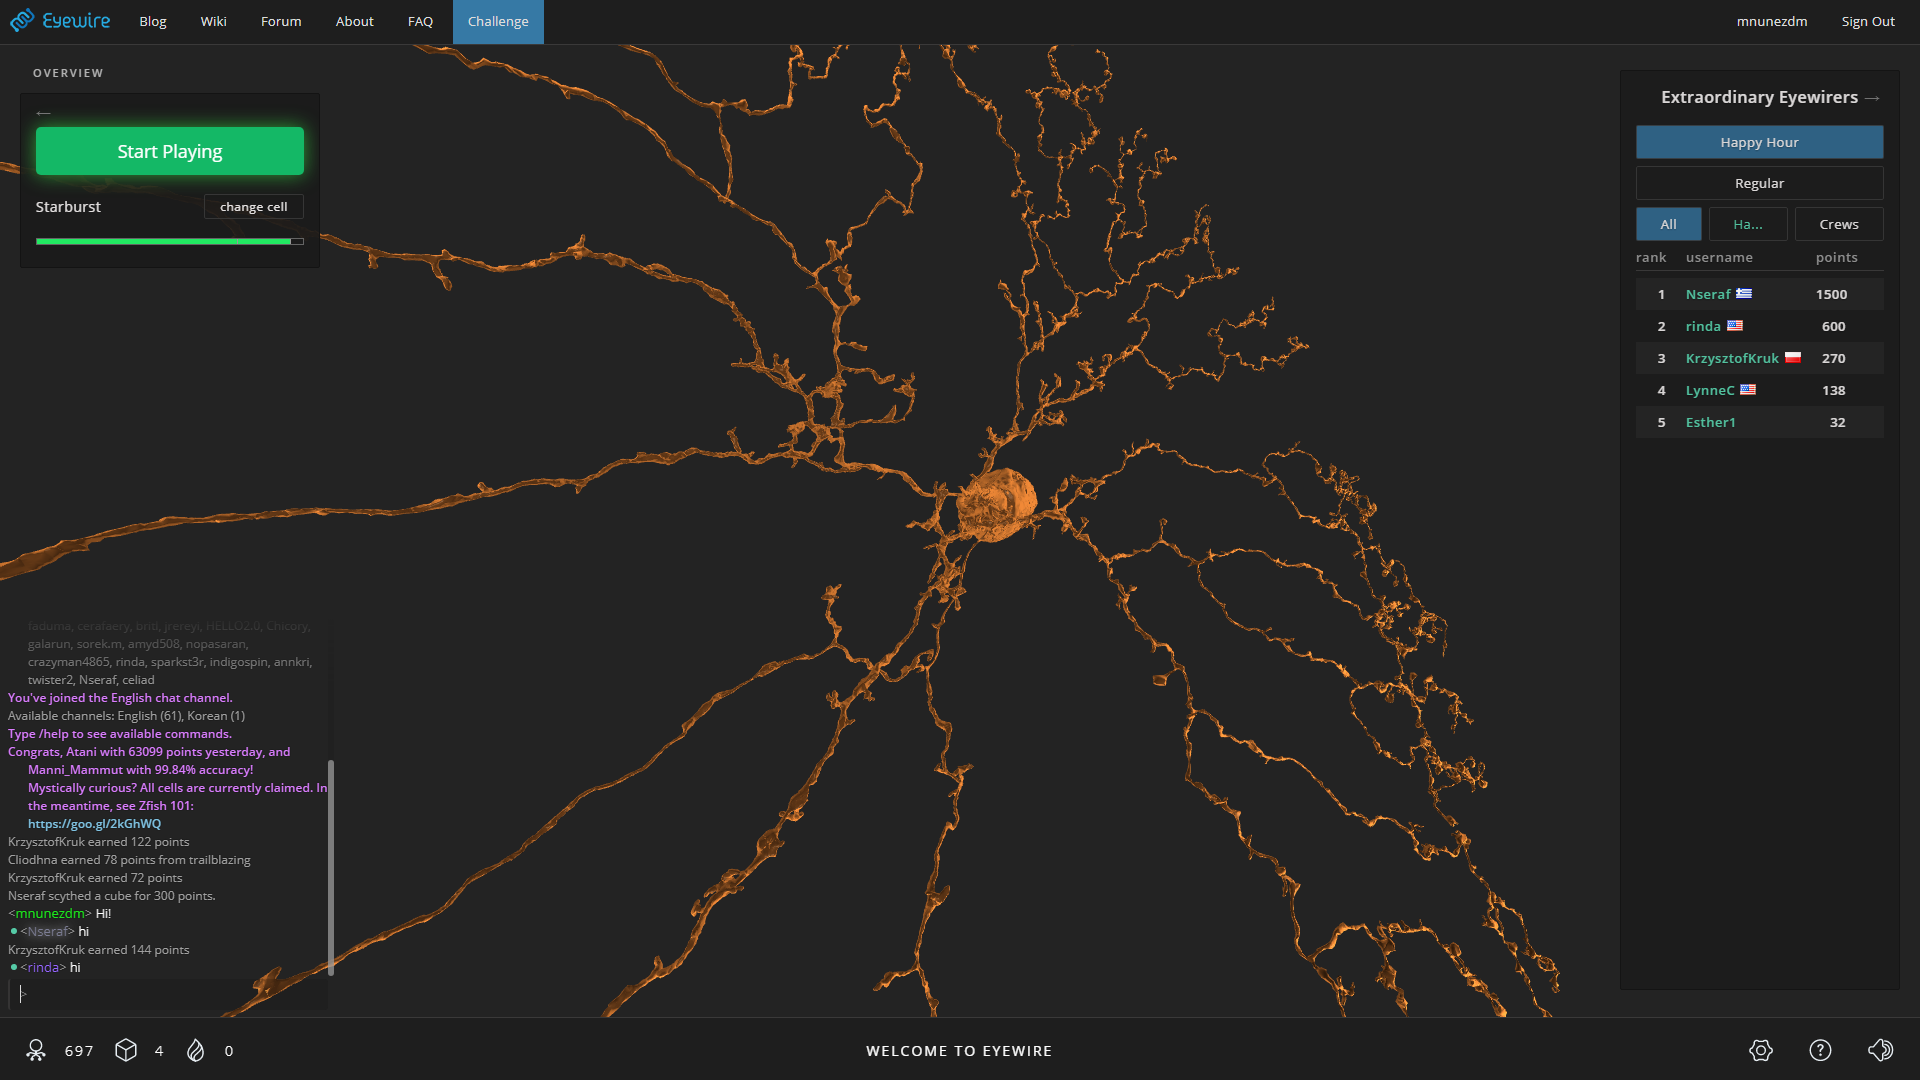 Eyewire
Blog
Wiki
Forum
About
FAQ
Challenge
mnunezdm
Sign Out
OVERVIEW
←
Start Playing
Starburst
change cell
faduma, cerafaery, bntl, jrereyi, HELLO2.0, Chicory,
galarun, sorek.m, amyd508, nopasaran,
crazyman4865, rinda, sparkst3r, indigospin, annkri,
twister2, Nseraf, celiad
You've joined the English chat channel.
Available channels: English (61), Korean (1)
Type /help to see available commands.
Congrats, Atani with 63099 points yesterday, and
Manni_Mammut with 99.84% accuracy!
Mystically curious? All cells are currently claimed. In
the meantime, see Zfish 101:
https://goo.gl/2kGhWQ
KrzysztofKruk earned 122 points
Cliodhna earned 78 points from trailblazing
KrzysztofKruk earned 72 points
Nseraf scythed a cube for 300 points.
<mnunezdm> Hi!
<Nseraf> hi
KrzysztofKruk earned 144 points
<rinda> hi
>
Extraordinary Eyewirers →
Happy Hour
Regular
All
Ha...
Crews
rank username points
1 Nseraf 1500
2 rinda 600
3 KrzysztofKruk 270
4 LynneC 138
5 Esther1 32
697
4
0
WELCOME TO EYEWIRE
?